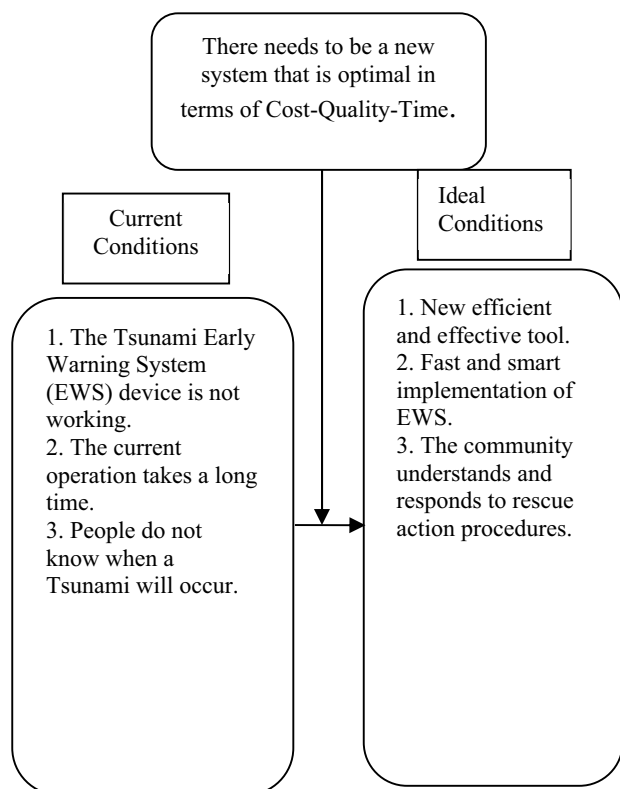 There needs to be a new
system that is optimal in
terms of Cost-Quality-Time.
Current
Conditions
Ideal
Conditions
1. The Tsunami Early
Warning System
(EWS) device is not
working.
2. The current
operation takes a long
time.
3. People do not
know when a
Tsunami will occur.
1. New efficient
and effective tool.
2. Fast and smart
implementation of
EWS.
3. The community
understands and
responds to rescue
action procedures.